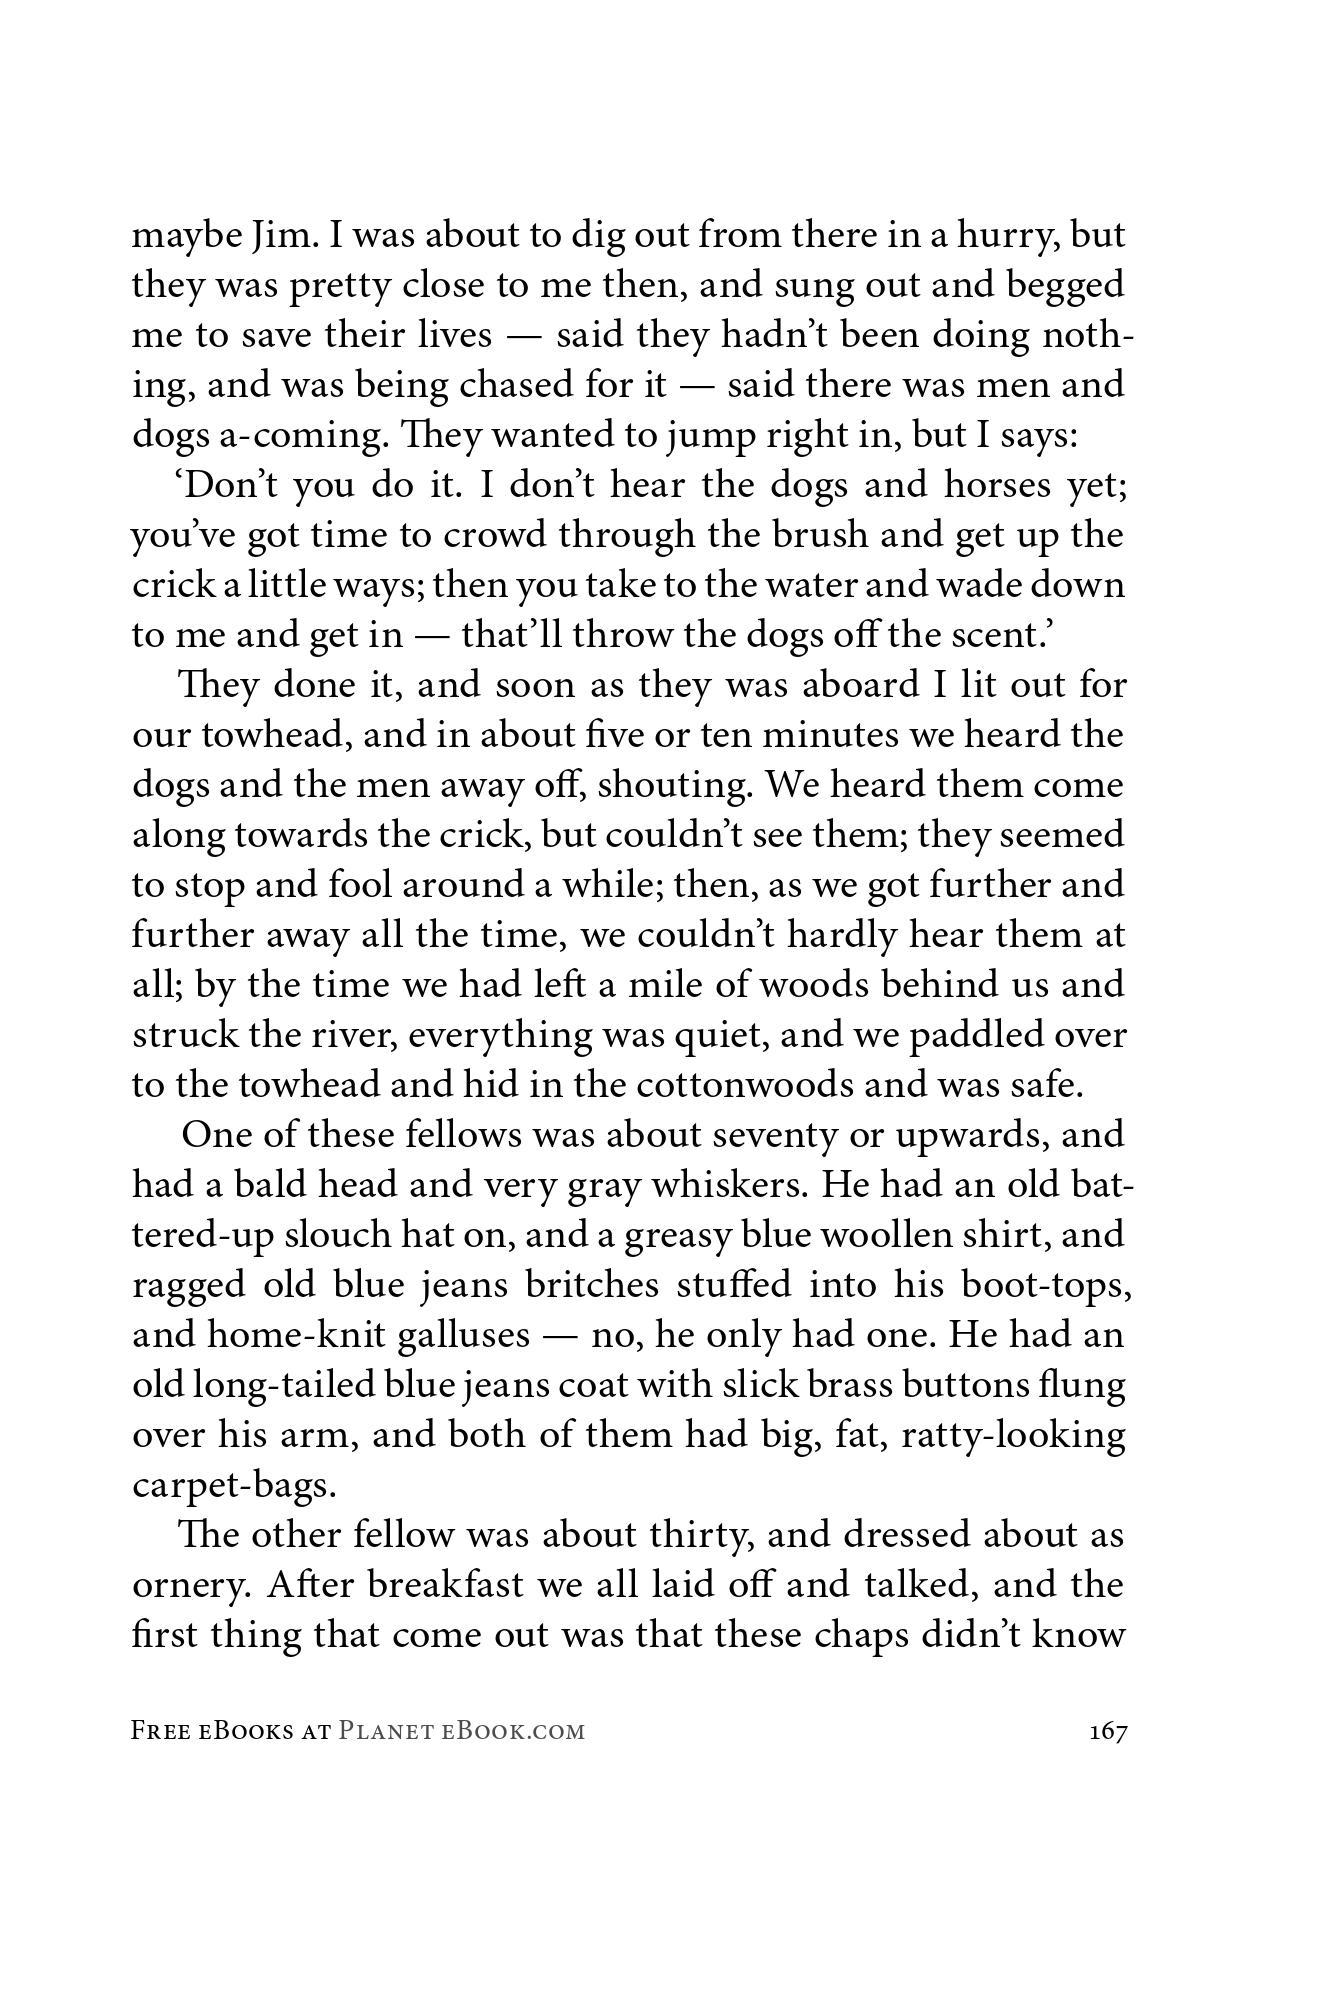 maybe Jim. I was about to dig out from there in a hurry, but
they was pretty close to me then, and sung out and begged
me to save their lives — said they hadn’t been doing noth-
ing, and was being chased for it — said there was men and
dogs a-coming. They wanted to jump right in, but I says:
‘Don’t you do it. I don’t hear the dogs and horses yet;
you’ve got time to crowd through the brush and get up the
crick a little ways; then you take to the water and wade down
to me and get in — that’ll throw the dogs off the scent.’
They done it, and soon as they was aboard I lit out for
our towhead, and in about five or ten minutes we heard the
dogs and the men away off, shouting. We heard them come
along towards the crick, but couldn’t see them; they seemed
to stop and fool around a while; then, as we got further and
further away all the time, we couldn’t hardly hear them at
all; by the time we had left a mile of woods behind us and
struck the river, everything was quiet, and we paddled over
to the towhead and hid in the cottonwoods and was safe.
One of these fellows was about seventy or upwards, and
had a bald head and very gray whiskers. He had an old bat-
tered-up slouch hat on, and a greasy blue woollen shirt, and
ragged old blue jeans britches stuffed into his boot-tops,
and home-knit galluses — no, he only had one. He had an
old long-tailed blue jeans coat with slick brass buttons flung
over his arm, and both of them had big, fat, ratty-looking
carpet-bags.
The other fellow was about thirty, and dressed about as
ornery. After breakfast we all laid off and talked, and the
first thing that come out was that these chaps didn’t know
Free eBooks at Planet eBook.com 167